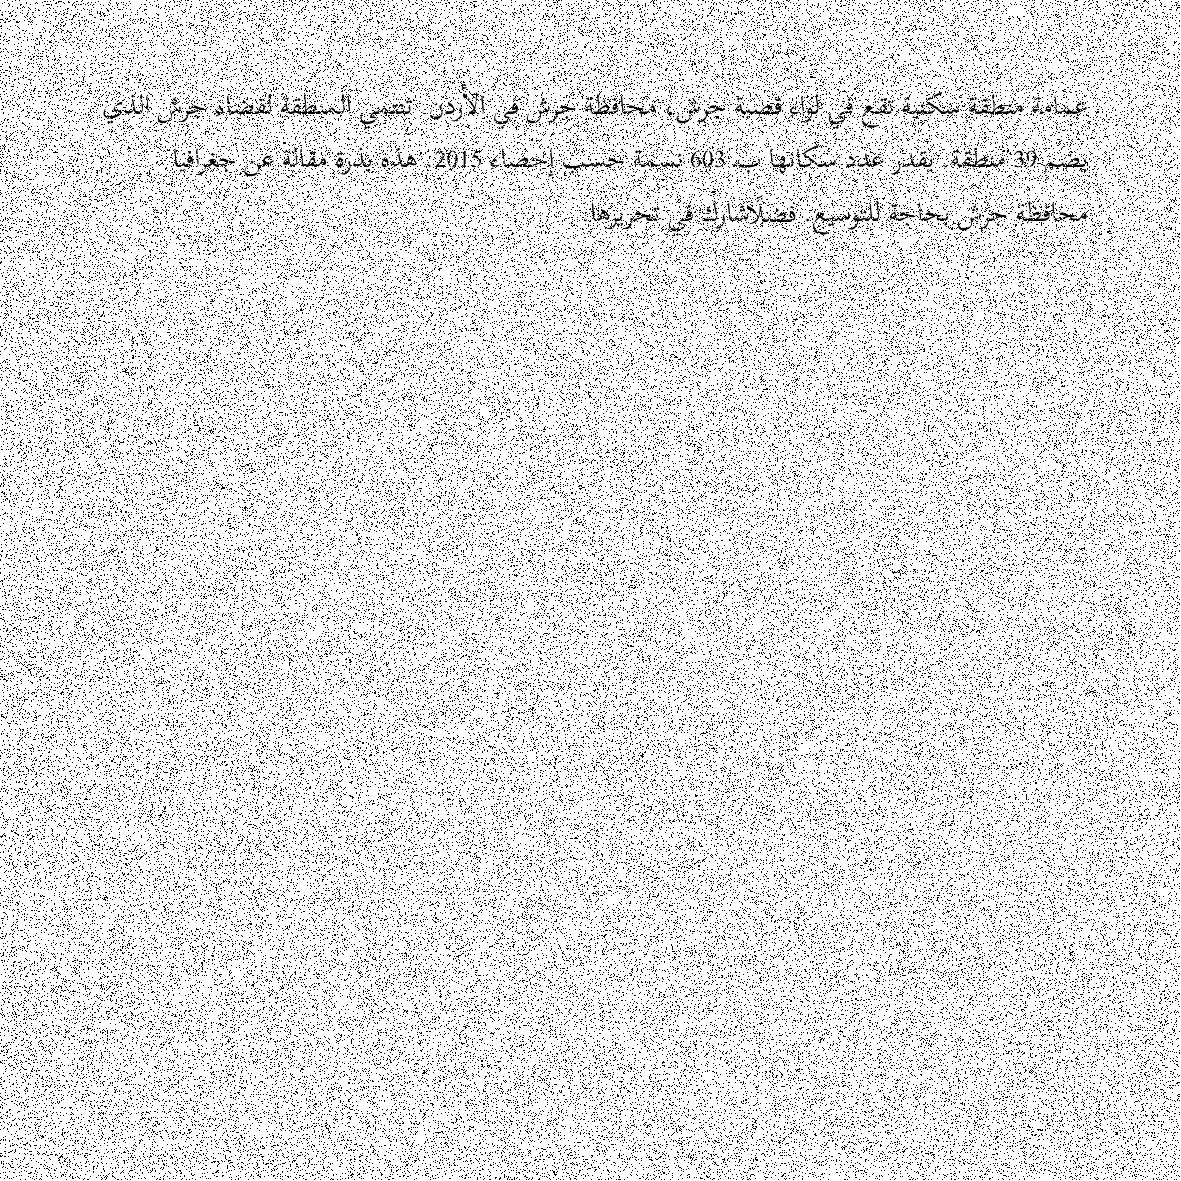 عمامة منطقة سكنية تقع في لواء قصبة جرش، محافظة جرش في الأردن. تنتمي المنطقة لقضاء جرش الذي
يضم 39 منطقة. يقدر عدد سكانها بـ 603 نسمة حسب إحصاء 2015. هذه بذرة مقالة عن جغرافيا
محافظة جرش بحاجة للتوسيع. فضلاشارك في تحريرها.